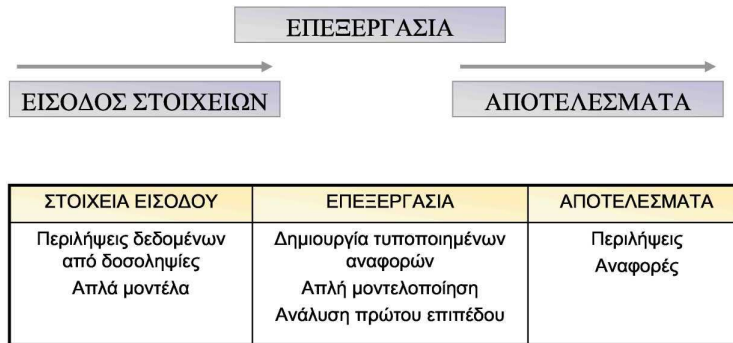 ΕΠΕΞΕΡΓΑΣΙΑ
ΕΙΣΟΔΟΣ ΣΤΟΙΧΕΙΩΝ
ΑΠΟΤΕΛΕΣΜΑΤΑ
ΣΤΟΙΧΕΙΑ ΕΙΣΟΔΟΥ
Περιλήψεις δεδομένων
από δοσοληψίες
Απλά μοντέλα
ΕΠΕΞΕΡΓΑΣΙΑ
Δημιουργία τυποποιημένων
αναφορών
Απλή μοντελοποίηση
Ανάλυση πρώτου επιπέδου
ΑΠΟΤΕΛΕΣΜΑΤΑ
Περιλήψεις
Αναφορές